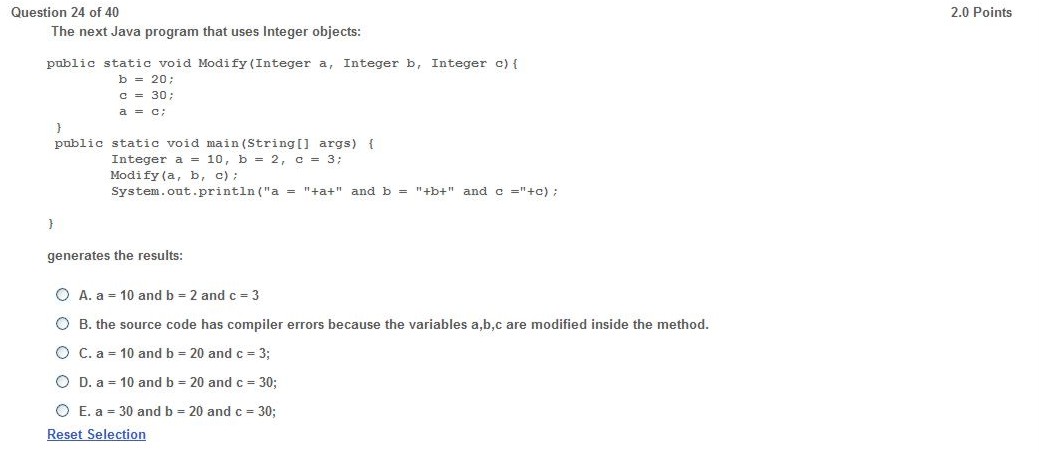 Question 24 of 40 2.0 Points
The next Java program that uses Integer objects:
public static void Modify(Integer a, Integer b, Integer c){
b = 20;
c = 30;
a = c;
}
public static void main(String[] args) {
Integer a = 10, b = 2, c = 3;
Modify(a, b, c);
System.out.println("a = "+a+" and b = "+b+" and c ="+c);
}
generates the results:
A. a = 10 and b = 2 and c = 3
B. the source code has compiler errors because the variables a,b,c are modified inside the method.
C. a = 10 and b = 20 and c = 3;
D. a = 10 and b = 20 and c = 30;
E. a = 30 and b = 20 and c = 30;
Reset Selection